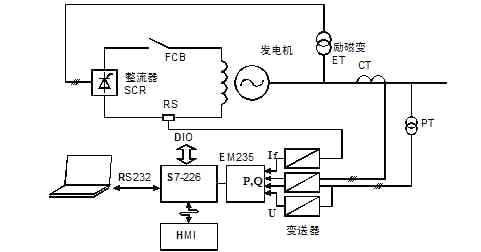 励磁变
ET
发电机
CT
FCB
整流器
SCR
RS
PT
DIO
RS232
S7-226
EM235
If
P,Q
U
HMI
变送器